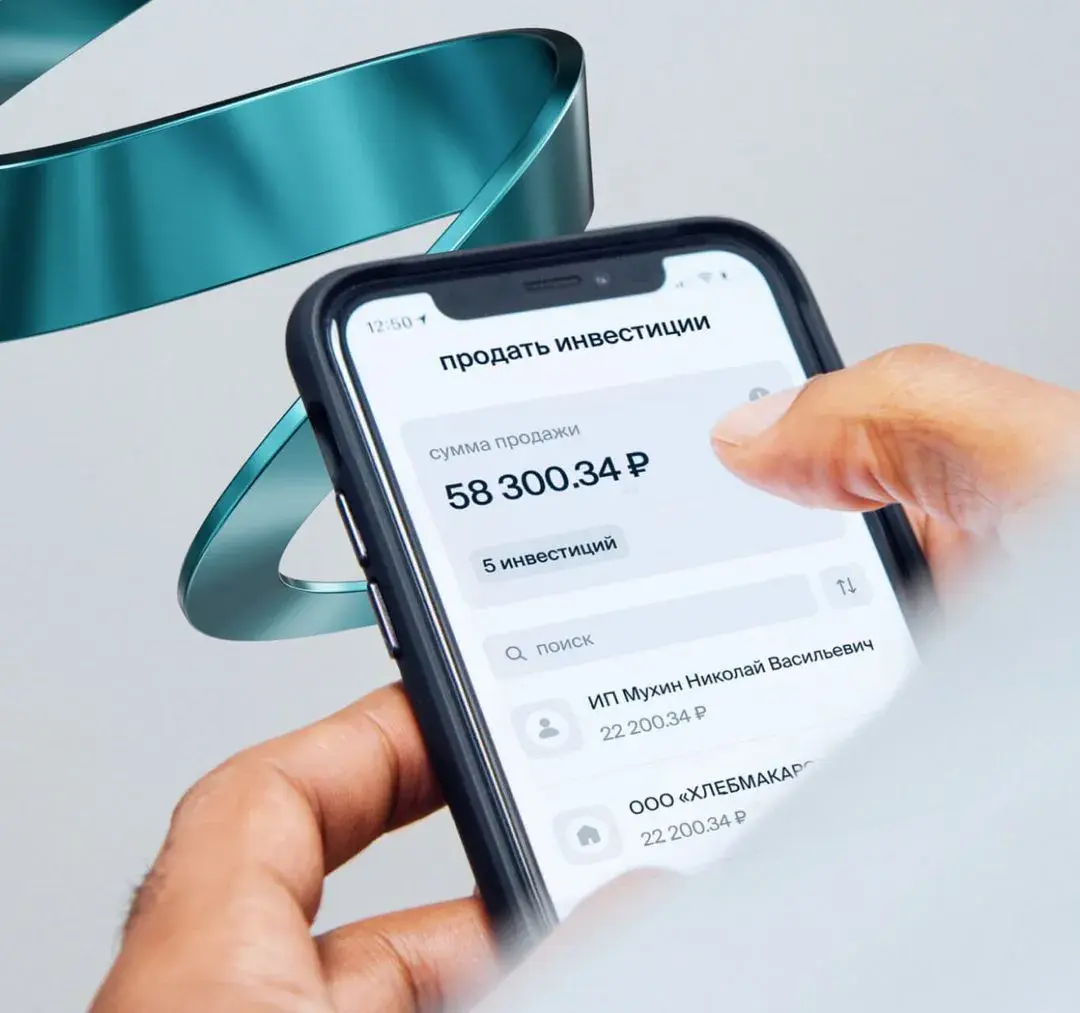 12:50
продать инвестиции
сумма продажи
58 300.34 ₽
5 инвестиций
поиск
ИП Мухин Николай Васильевич
22 200.34 ₽
ООО «ХЛЕБМАКАР
22 200.34 ₽